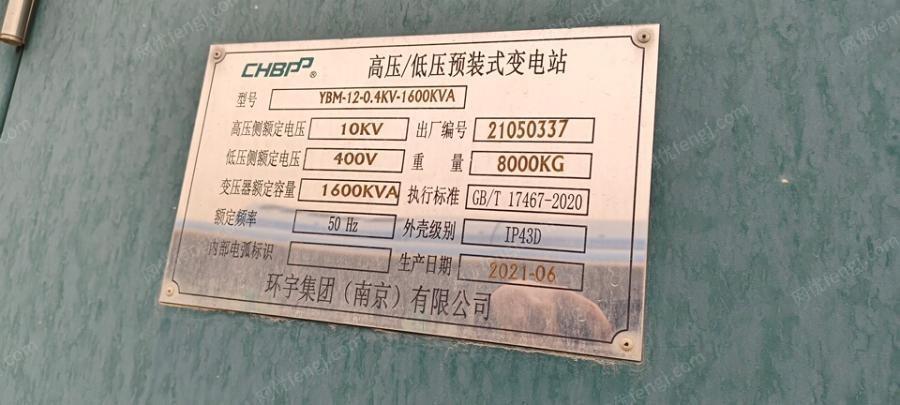 CHBPP® 高压/低压预装式变电站
型号 YBM-12-0.4KV-1600KVA
高压侧额定电压 10KV 出厂编号 21050337
低压侧额定电压 400V 重量 8000KG
变压器额定容量 1600KVA 执行标准 GB/T 17467-2020
额定频率 50 Hz 外壳级别 IP43D
内部电弧标识 生产日期 2021-06
环宇集团（南京）有限公司